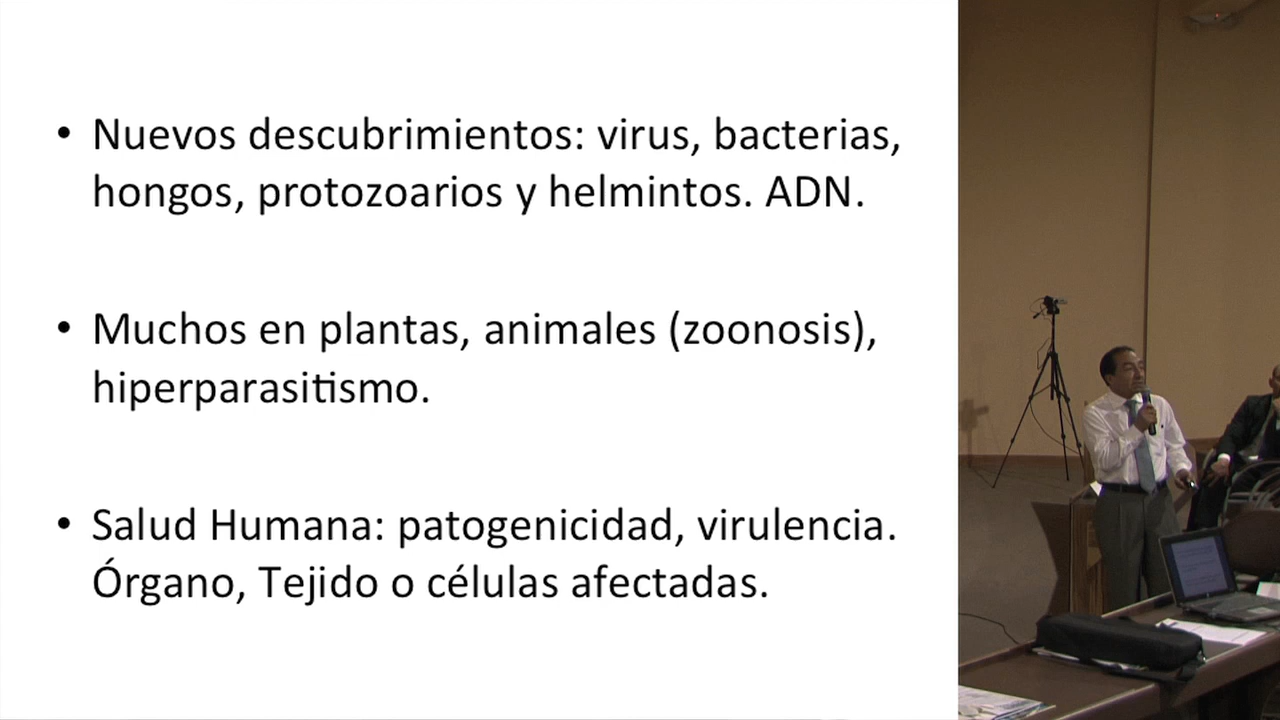 • Nuevos descubrimientos: virus, bacterias,
hongos, protozoarios y helmintos. ADN.
• Muchos en plantas, animales (zoonosis),
hiperparasitismo.
• Salud Humana: patogenicidad, virulencia.
Órgano, Tejido o células afectadas.